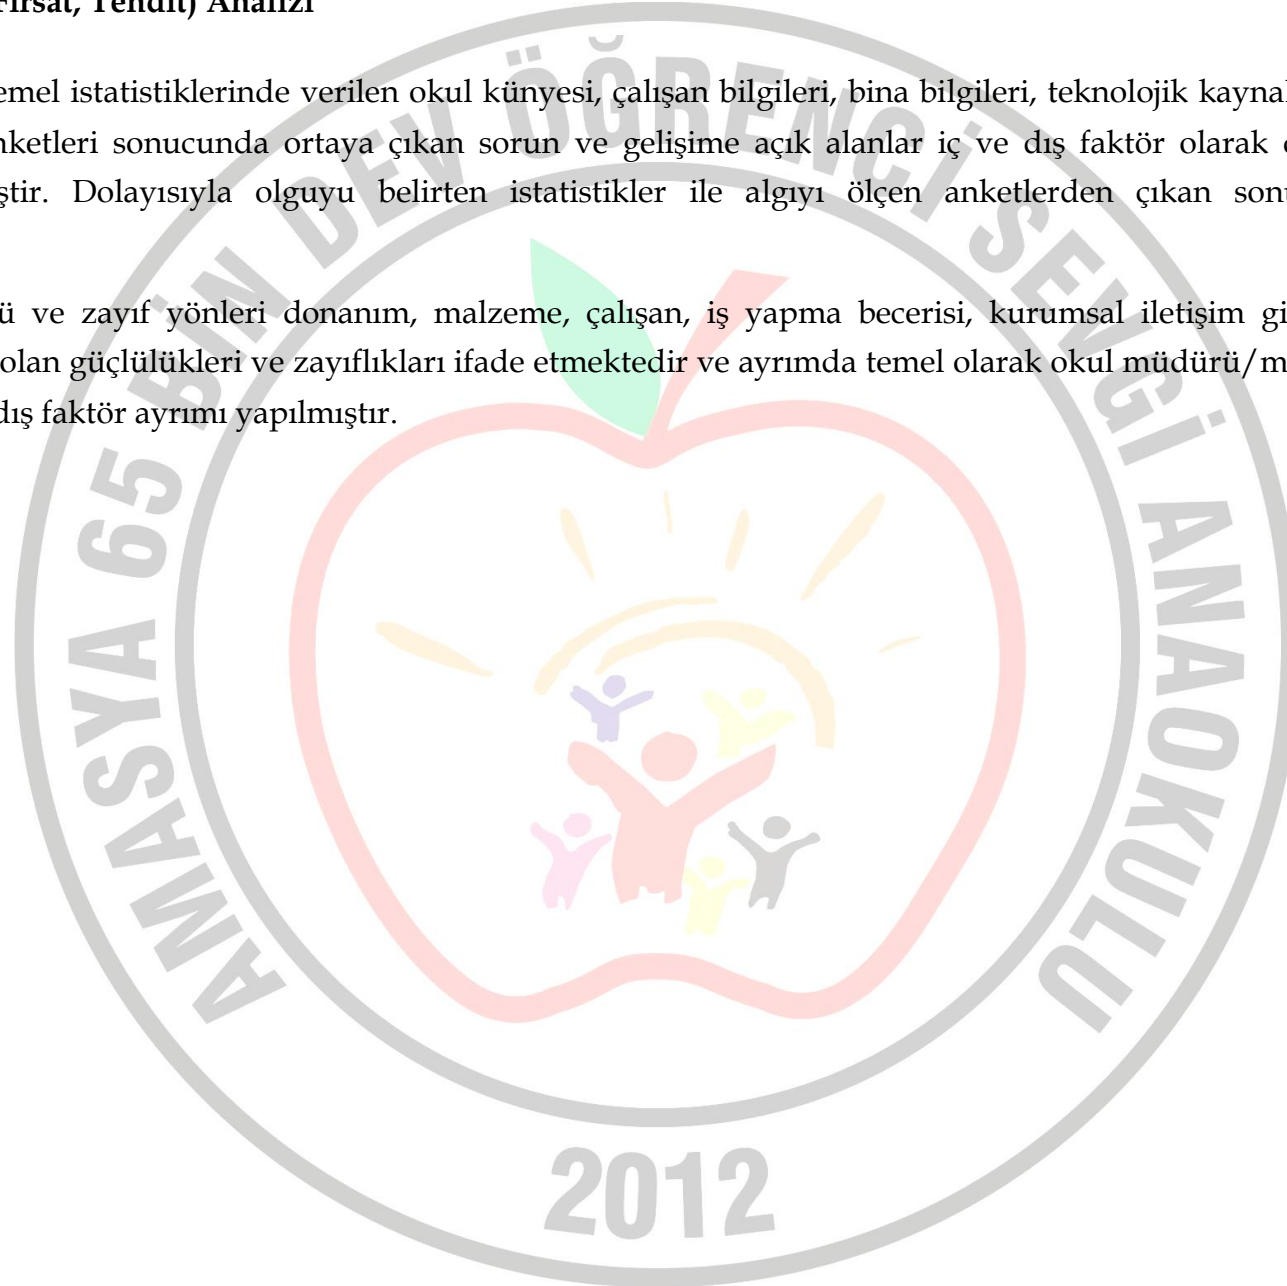 Fırsat, Tehdit) Analizi
emel istatistiklerinde verilen okul künyesi, çalışan bilgileri, bina bilgileri, teknolojik kaynal
nketleri sonucunda ortaya çıkan sorun ve gelişime açık alanlar iç ve dış faktör olarak
ştir. Dolayısıyla olguyu belirten istatistikler ile algıyı ölçen anketlerden çıkan sonu
ü ve zayıf yönleri donanım, malzeme, çalışan, iş yapma becerisi, kurumsal iletişim gi
olan güçlülükleri ve zayıflıkları ifade etmektedir ve ayrımda temel olarak okul müdürü/m
dış faktör ayrımı yapılmıştır.
AMASYA 65 BİN DEV ÖĞRENCİ SEVGİ ANAOKULU
2012